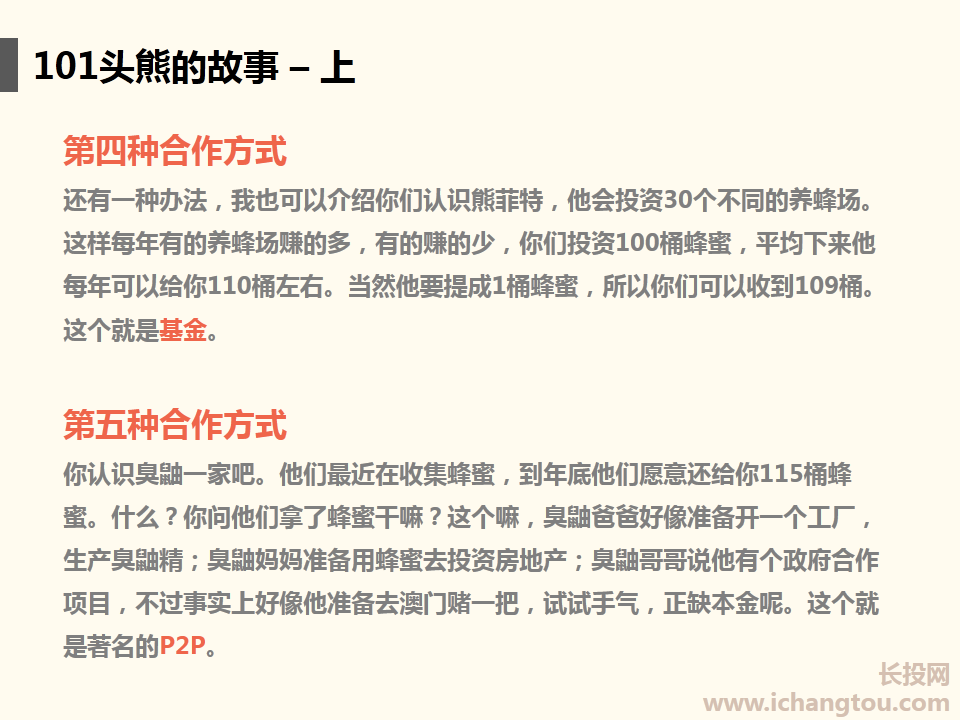 101头熊的故事 – 上
第四种合作方式
还有一种办法，我也可以介绍你们认识熊菲特，他会投资30个不同的养蜂场。
这样每年有的养蜂场赚的多，有的赚的少，你们投资100桶蜂蜜，平均下来他
每年可以给你110桶左右。当然他要提成1桶蜂蜜，所以你们可以收到109桶。
这个就是基金。
第五种合作方式
你认识臭鼬一家吧。他们最近在收集蜂蜜，到年底他们愿意还给你115桶蜂
蜜。什么？你问他们拿了蜂蜜干嘛？这个嘛，臭鼬爸爸好像准备开一个工厂，
生产臭鼬精；臭鼬妈妈准备用蜂蜜去投资房地产；臭鼬哥哥说他有个政府合作
项目，不过事实上好像他准备去澳门赌一把，试试手气，正缺本金呢。这个就
是著名的P2P。
长投网
www.ichangtou.com